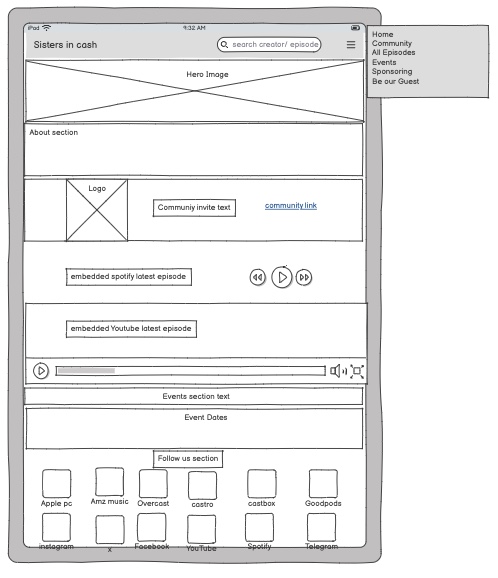 iPod
9:32 AM
Sisters in cash
search creator/ episode
Home
Community
All Episodes
Events
Sponsoring
Be our Guest
Hero Image
About section
Logo
Communiy invite text
community link
embedded spotify latest episode
embedded Youtube latest episode
Events section text
Event Dates
Follow us section
Apple pc
Amz music
Overcast
castro
castbox
Goodpods
instagram
x
Facebook
YouTube
Spotify
Telegram